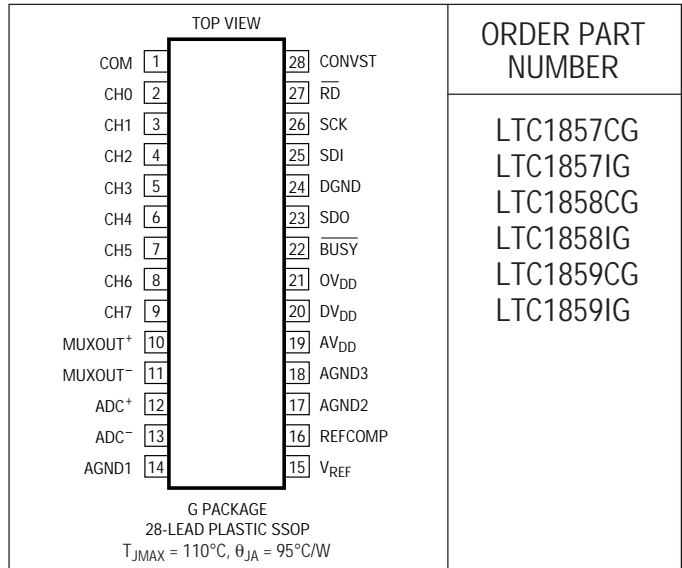 TOP VIEW
COM 1 28 CONVST
CH0 2 27 RD
CH1 3 26 SCK
CH2 4 25 SDI
CH3 5 24 DGND
CH4 6 23 SDO
CH5 7 22 BUSY
CH6 8 21 OVDD
CH7 9 20 DVDD
MUXOUT+ 10 19 AVDD
MUXOUT– 11 18 AGND3
ADC+ 12 17 AGND2
ADC– 13 16 REFCOMP
AGND1 14 15 VREF
G PACKAGE
28-LEAD PLASTIC SSOP
TJMAX = 110°C, θJA = 95°C/W
ORDER PART
NUMBER
LTC1857CG
LTC1857IG
LTC1858CG
LTC1858IG
LTC1859CG
LTC1859IG